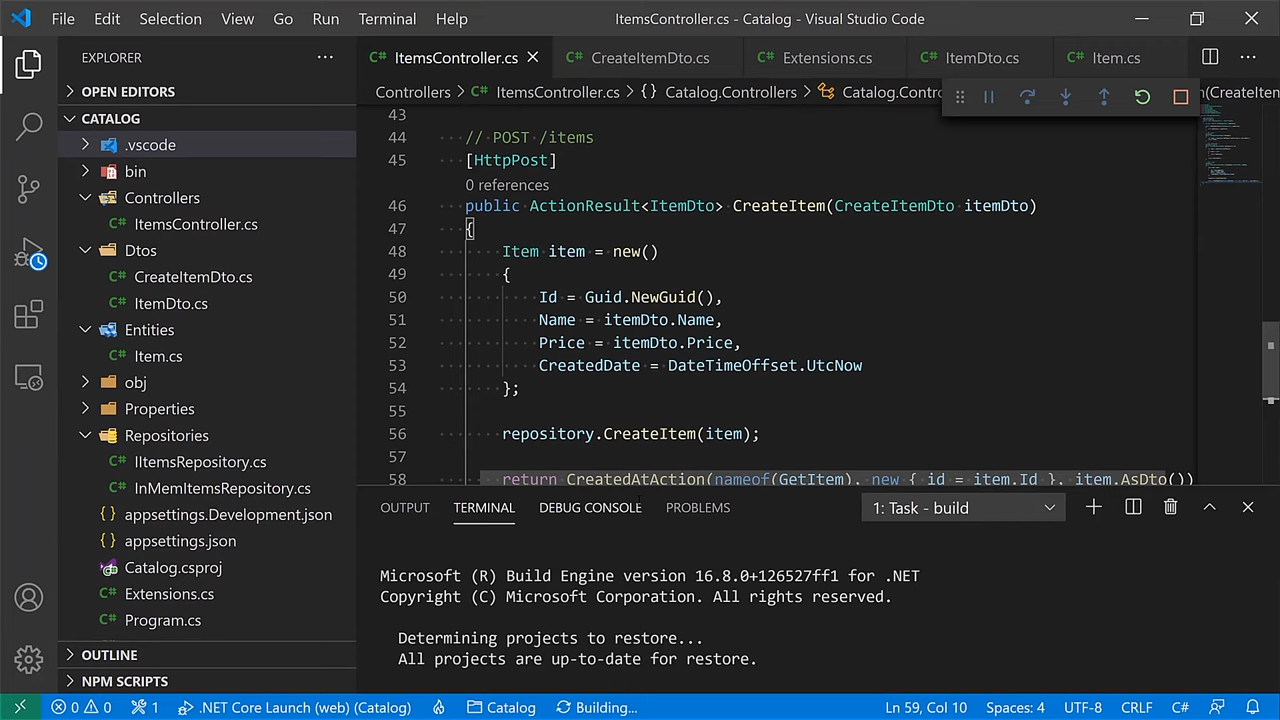 File Edit Selection View Go Run Terminal Help ItemsController.cs - Catalog - Visual Studio Code
EXPLORER
OPEN EDITORS
CATALOG
.vscode
bin
Controllers
ItemsController.cs
Dtos
CreateItemDto.cs
ItemDto.cs
Entities
Item.cs
obj
Properties
Repositories
IItemsRepository.cs
InMemItemsRepository.cs
appsettings.Development.json
appsettings.json
Catalog.csproj
Extensions.cs
Program.cs
OUTLINE
NPM SCRIPTS
ItemsController.cs CreateItemDto.cs Extensions.cs ItemDto.cs Item.cs
Controllers > ItemsController.cs > {} Catalog.Controllers > Catalog.Contro
43
44 // POST /items
45 [HttpPost]
0 references
46 public ActionResult<ItemDto> CreateItem(CreateItemDto itemDto)
47 {
48 Item item = new()
49 {
50 Id = Guid.NewGuid(),
51 Name = itemDto.Name,
52 Price = itemDto.Price,
53 CreatedDate = DateTimeOffset.UtcNow
54 };
55
56 repository.CreateItem(item);
57
58 return CreatedAtAction(nameof(GetItem), new { id = item.Id }, item.AsDto())
OUTPUT TERMINAL DEBUG CONSOLE PROBLEMS 1: Task - build
Microsoft (R) Build Engine version 16.8.0+126527ff1 for .NET
Copyright (C) Microsoft Corporation. All rights reserved.
Determining projects to restore...
All projects are up-to-date for restore.
0 0 1 .NET Core Launch (web) (Catalog) Catalog Building... Ln 59, Col 10 Spaces: 4 UTF-8 CRLF C#